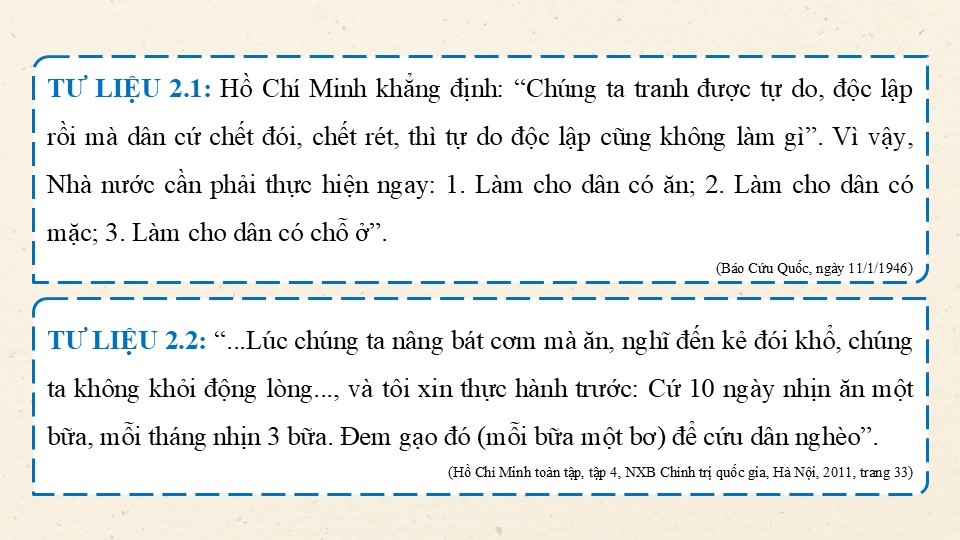 TƯ LIỆU 2.1: Hồ Chí Minh khẳng định: “Chúng ta tranh được tự do, độc lập
rồi mà dân cứ chết đói, chết rét, thì tự do độc lập cũng không làm gì”. Vì vậy,
Nhà nước cần phải thực hiện ngay: 1. Làm cho dân có ăn; 2. Làm cho dân có
mặc; 3. Làm cho dân có chỗ ở”.
(Báo Cứu Quốc, ngày 11/1/1946)
TƯ LIỆU 2.2: “...Lúc chúng ta nâng bát cơm mà ăn, nghĩ đến kẻ đói khổ, chúng
ta không khỏi động lòng..., và tôi xin thực hành trước: Cứ 10 ngày nhịn ăn một
bữa, mỗi tháng nhịn 3 bữa. Đem gạo đó (mỗi bữa một bơ) để cứu dân nghèo”.
(Hồ Chí Minh toàn tập, tập 4, NXB Chính trị quốc gia, Hà Nội, 2011, trang 33)